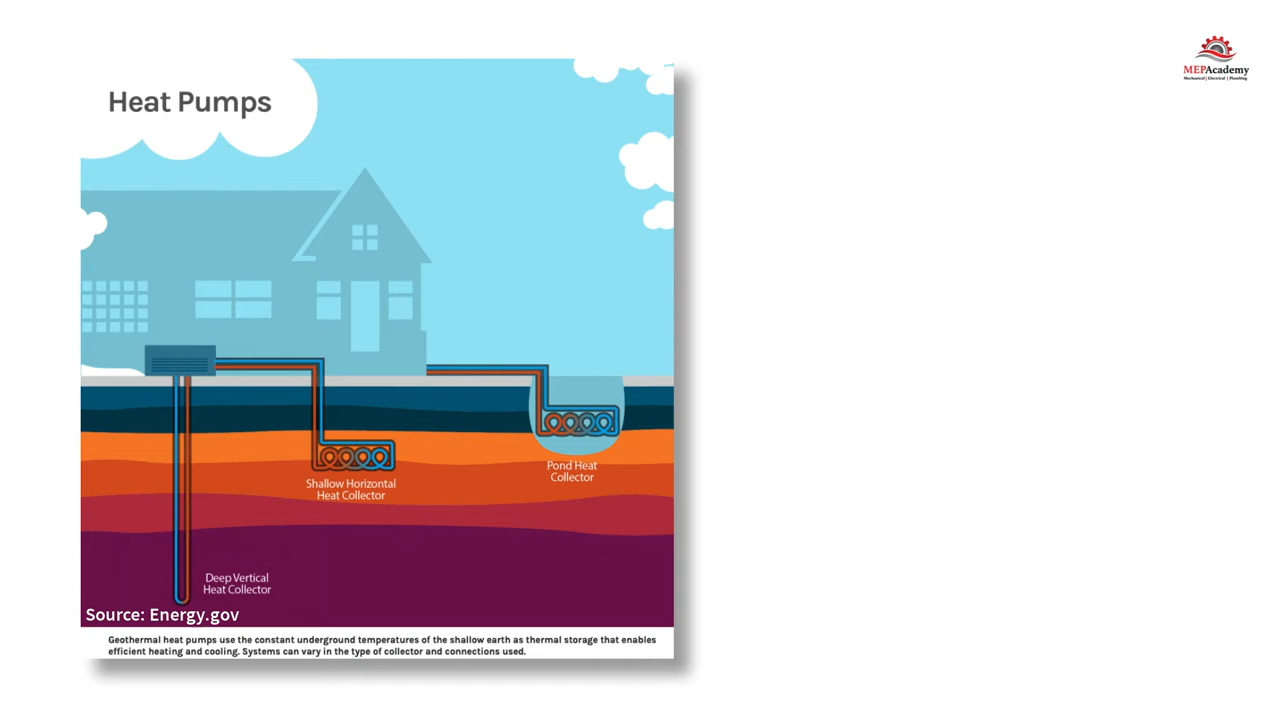 Heat Pumps
MEPAcademy
Mechanical | Electrical | Plumbing
Shallow Horizontal
Heat Collector
Pond Heat
Collector
Deep Vertical
Heat Collector
Source: Energy.gov
Geothermal heat pumps use the constant underground temperatures of the shallow earth as thermal storage that enables
efficient heating and cooling. Systems can vary in the type of collector and connections used.